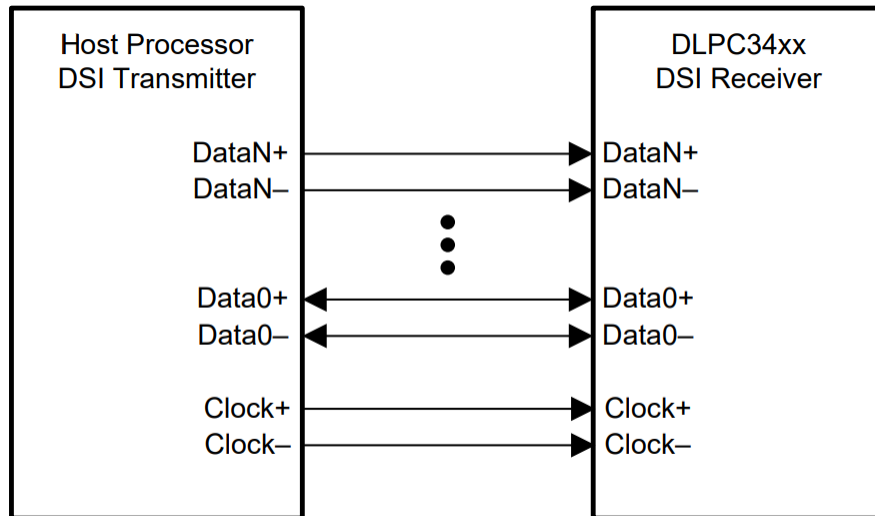 Host Processor
DSI Transmitter
DataN+
DataN–
Data0+
Data0–
Clock+
Clock–
DLPC34xx
DSI Receiver
DataN+
DataN–
Data0+
Data0–
Clock+
Clock–